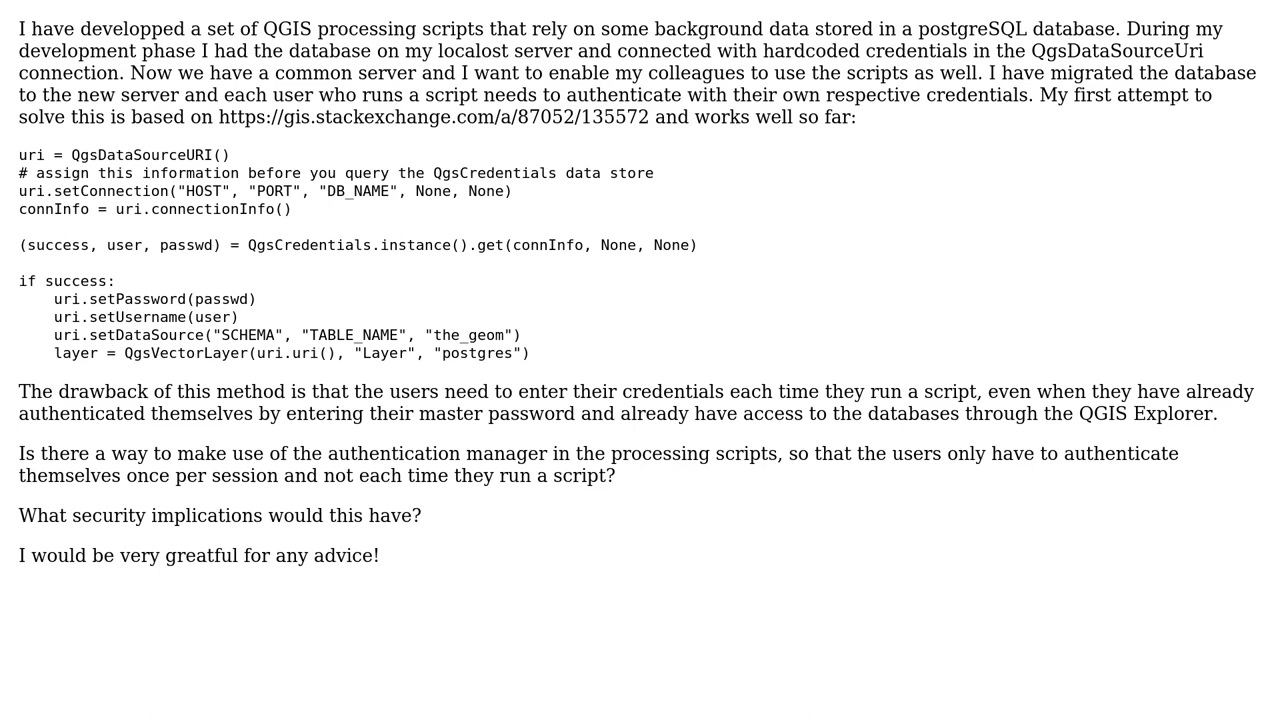 I have developped a set of QGIS processing scripts that rely on some background data stored in a postgreSQL database. During my
development phase I had the database on my localost server and connected with hardcoded credentials in the QgsDataSourceUri
connection. Now we have a common server and I want to enable my colleagues to use the scripts as well. I have migrated the database
to the new server and each user who runs a script needs to authenticate with their own respective credentials. My first attempt to
solve this is based on https://gis.stackexchange.com/a/87052/135572 and works well so far:
uri = QgsDataSourceURI()
# assign this information before you query the QgsCredentials data store
uri.setConnection("HOST", "PORT", "DB_NAME", None, None)
connInfo = uri.connectionInfo()
(success, user, passwd) = QgsCredentials.instance().get(connInfo, None, None)
if success:
    uri.setPassword(passwd)
    uri.setUsername(user)
    uri.setDataSource("SCHEMA", "TABLE_NAME", "the_geom")
    layer = QgsVectorLayer(uri.uri(), "Layer", "postgres")
The drawback of this method is that the users need to enter their credentials each time they run a script, even when they have already
authenticated themselves by entering their master password and already have access to the databases through the QGIS Explorer.
Is there a way to make use of the authentication manager in the processing scripts, so that the users only have to authenticate
themselves once per session and not each time they run a script?
What security implications would this have?
I would be very greatful for any advice!